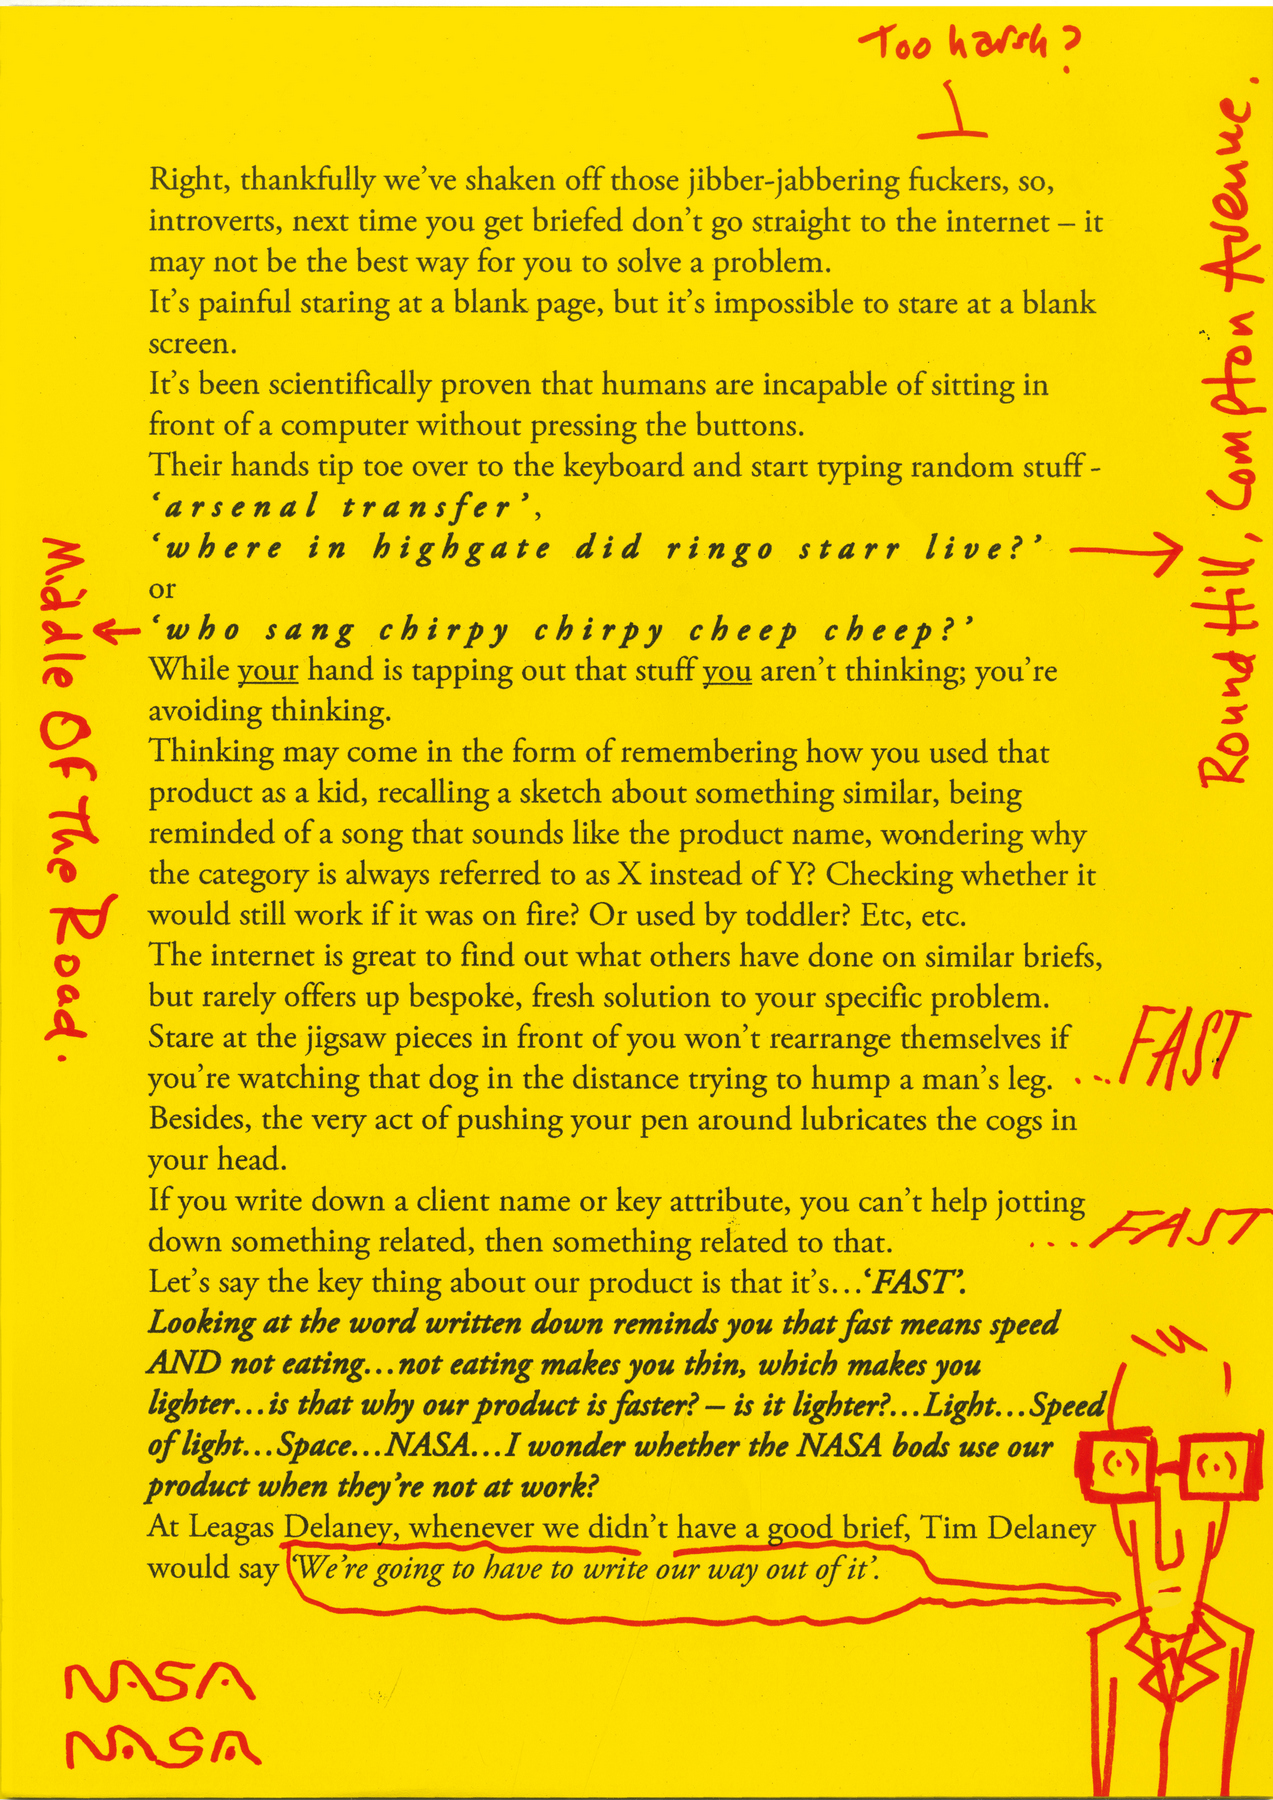 Too harsh?
Right, thankfully we’ve shaken off those jibber-jabbering fuckers, so,
introverts, next time you get briefed don’t go straight to the internet – it
may not be the best way for you to solve a problem.
It’s painful staring at a blank page, but it’s impossible to stare at a blank
screen.
It’s been scientifically proven that humans are incapable of sitting in
front of a computer without pressing the buttons.
Their hands tip toe over to the keyboard and start typing random stuff -
‘arsenal transfer’,
‘where in highgate did ringo starr live?’
Round Hill, Compton Avenue.
or
‘who sang chirpy chirpy cheep cheep?’
Middle Of The Road.
While your hand is tapping out that stuff you aren’t thinking; you’re
avoiding thinking.
Thinking may come in the form of remembering how you used that
product as a kid, recalling a sketch about something similar, being
reminded of a song that sounds like the product name, wondering why
the category is always referred to as X instead of Y? Checking whether it
would still work if it was on fire? Or used by toddler? Etc, etc.
The internet is great to find out what others have done on similar briefs,
but rarely offers up bespoke, fresh solution to your specific problem.
Stare at the jigsaw pieces in front of you won’t rearrange themselves if
you’re watching that dog in the distance trying to hump a man’s leg.
...FAST
Besides, the very act of pushing your pen around lubricates the cogs in
your head.
If you write down a client name or key attribute, you can’t help jotting
down something related, then something related to that.
...FAST
Let’s say the key thing about our product is that it’s…‘FAST’.
Looking at the word written down reminds you that fast means speed
AND not eating…not eating makes you thin, which makes you
lighter…is that why our product is faster? – is it lighter?…Light…Speed
of light…Space…NASA…I wonder whether the NASA bods use our
product when they’re not at work?
At Leagas Delaney, whenever we didn’t have a good brief, Tim Delaney
would say ‘We’re going to have to write our way out of it’.
NASA
NASA